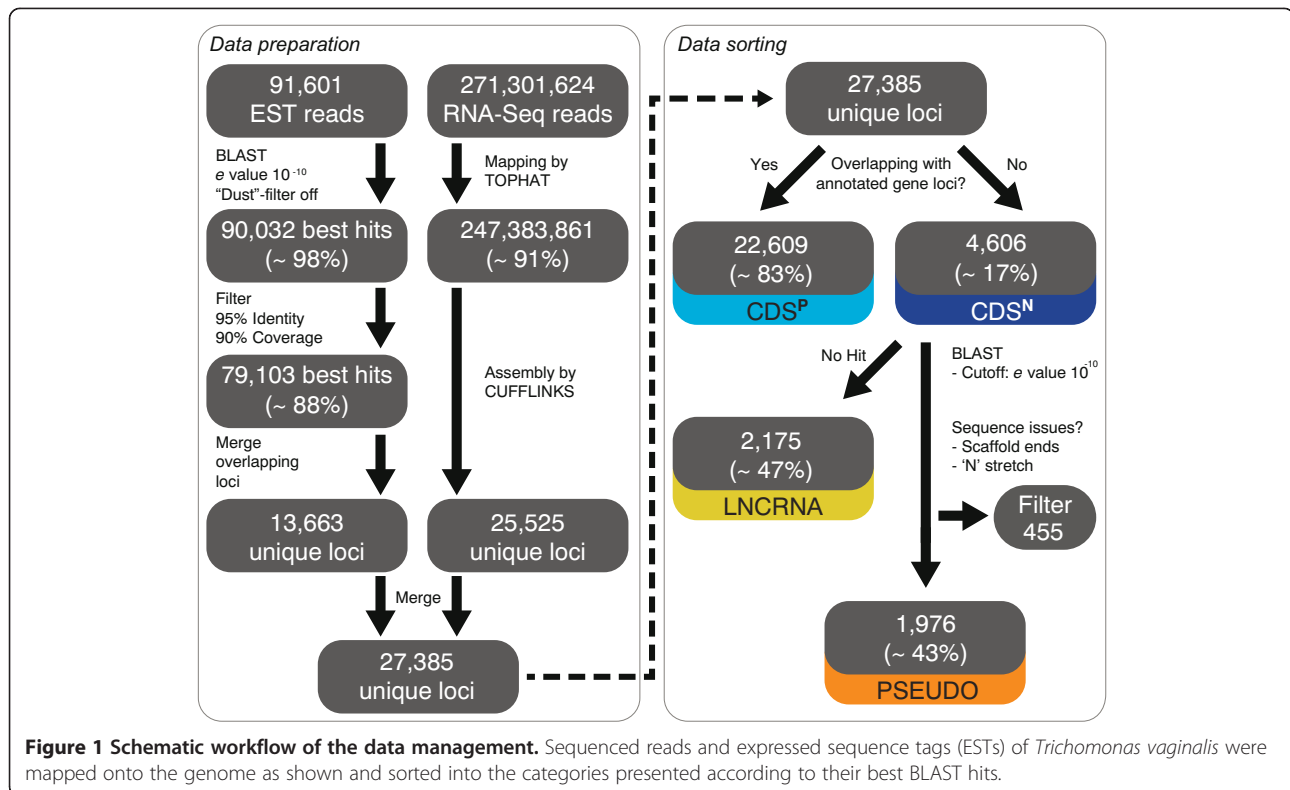 Data preparation
91,601
EST reads
271,301,624
RNA-Seq reads
BLAST
e value 10 -10
“Dust”-filter off
Mapping by
TOPHAT
90,032 best hits
(~ 98%)
247,383,861
(~ 91%)
Filter
95% Identity
90% Coverage
79,103 best hits
(~ 88%)
Assembly by
CUFFLINKS
Merge
overlapping
loci
13,663
unique loci
25,525
unique loci
Merge
27,385
unique loci
Data sorting
27,385
unique loci
Yes
Overlapping with
annotated gene loci?
No
22,609
(~ 83%)
CDSP
4,606
(~ 17%)
CDSN
No Hit
BLAST
- Cutoff: e value 10-10
2,175
(~ 47%)
LNCRNA
Sequence issues?
- Scaffold ends
- ‘N’ stretch
Filter
455
1,976
(~ 43%)
PSEUDO
Figure 1 Schematic workflow of the data management. Sequenced reads and expressed sequence tags (ESTs) of Trichomonas vaginalis were
mapped onto the genome as shown and sorted into the categories presented according to their best BLAST hits.